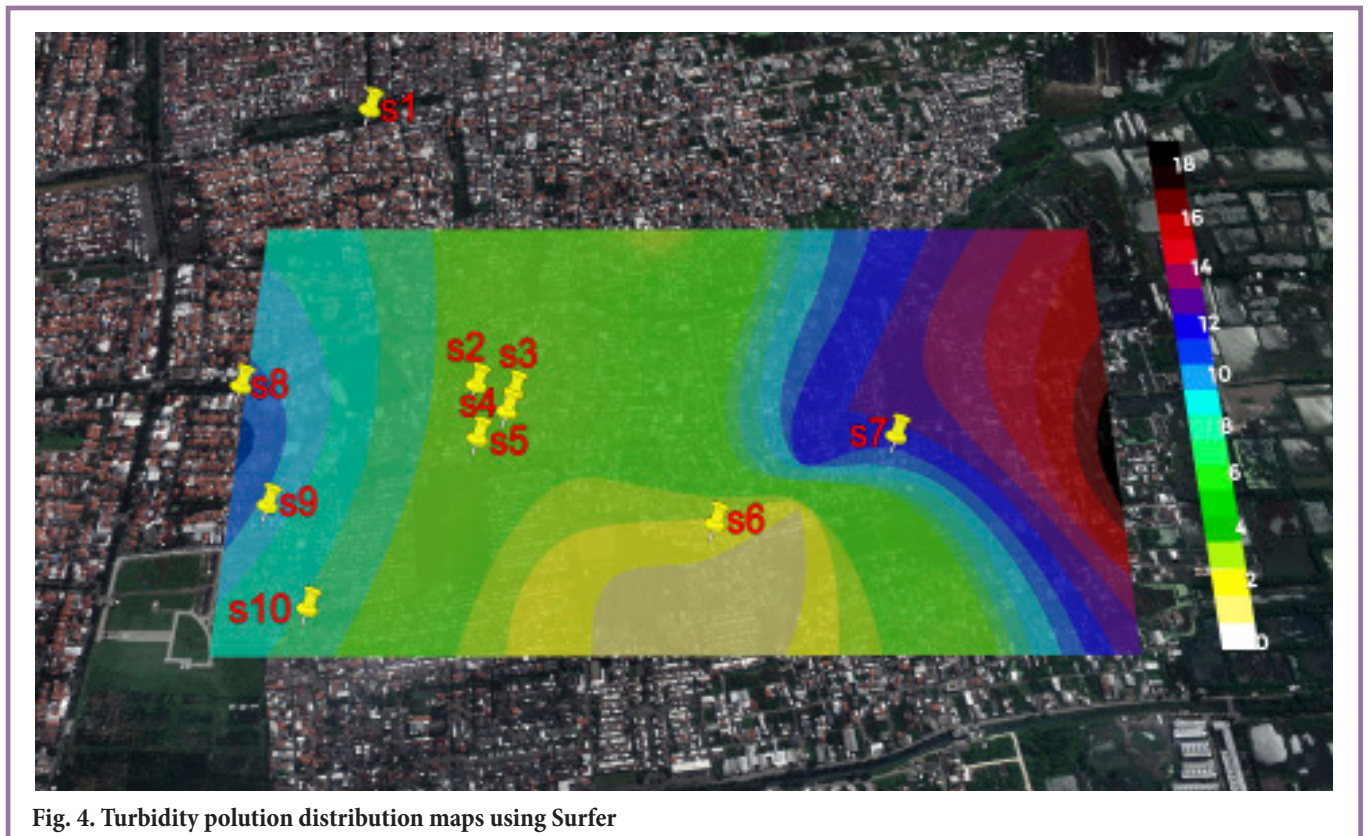 s1
18
16
14
12
10
8
6
4
2
0
s2
s3
s4
s5
s6
s7
s8
s9
s10
Fig. 4. Turbidity polution distribution maps using Surfer